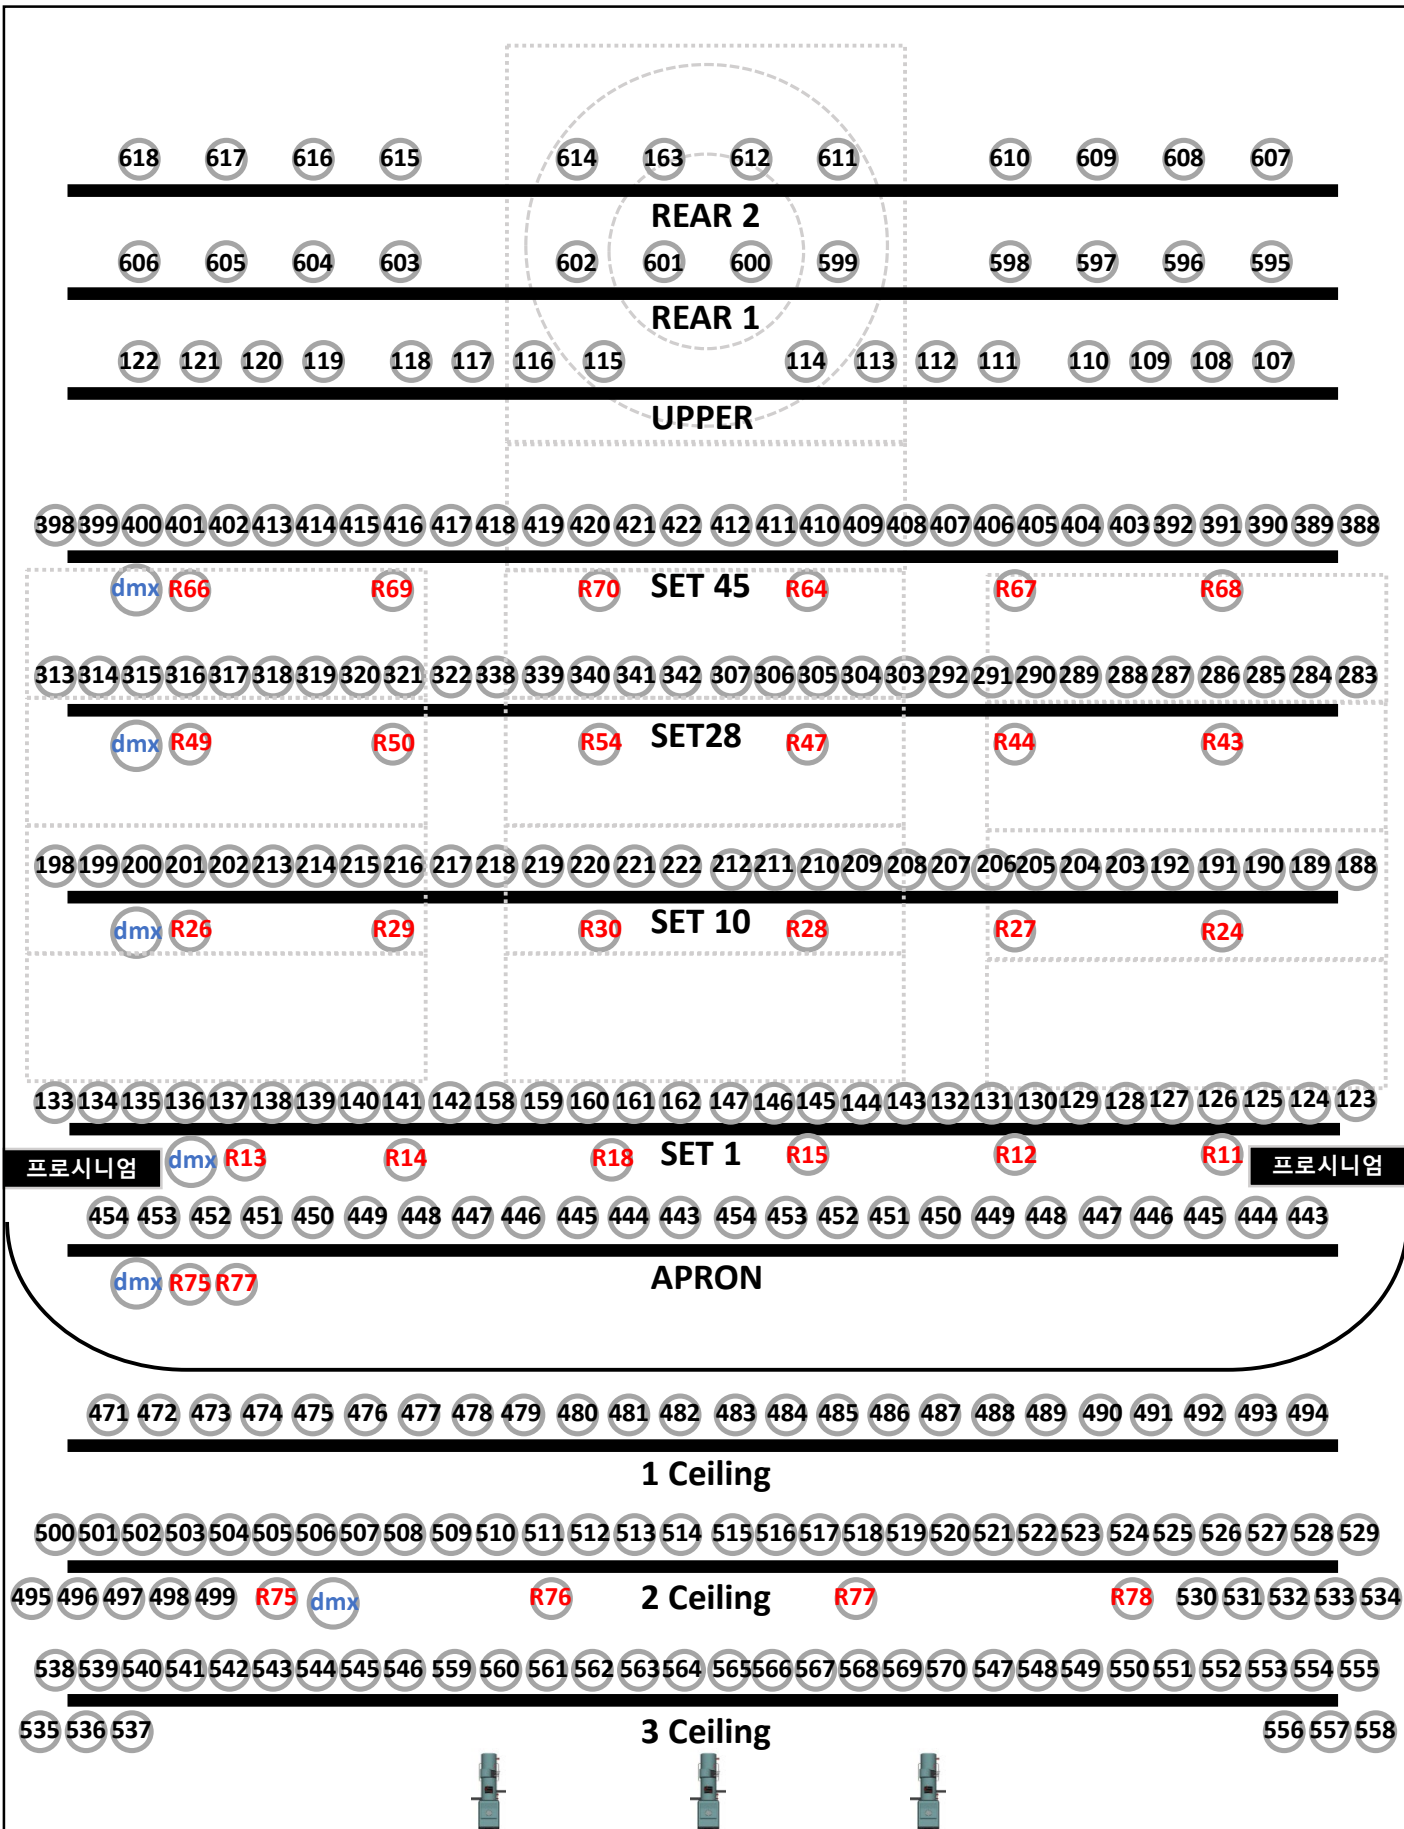 618 617 616 615 614 163 612 611 610 609 608 607
REAR 2
606 605 604 603 602 601 600 599 598 597 596 595
REAR 1
122 121 120 119 118 117 116 115 114 113 112 111 110 109 108 107
UPPER
398 399 400 401 402 413 414 415 416 417 418 419 420 421 422 412 411 410 409 408 407 406 405 404 403 392 391 390 389 388
dmx R66 R69 R70 SET 45 R64 R67 R68
313 314 315 316 317 318 319 320 321 322 338 339 340 341 342 307 306 305 304 303 292 291 290 289 288 287 286 285 284 283
dmx R49 R50 R54 SET28 R47 R44 R43
198 199 200 201 202 213 214 215 216 217 218 219 220 221 222 212 211 210 209 208 207 206 205 204 203 192 191 190 189 188
dmx R26 R29 R30 SET 10 R28 R27 R24
133 134 135 136 137 138 139 140 141 142 158 159 160 161 162 147 146 145 144 143 132 131 130 129 128 127 126 125 124 123
프로시니엄 dmx R13 R14 R18 SET 1 R15 R12 R11 프로시니엄
454 453 452 451 450 449 448 447 446 445 444 443 454 453 452 451 450 449 448 447 446 445 444 443
dmx R75 R77 APRON
471 472 473 474 475 476 477 478 479 480 481 482 483 484 485 486 487 488 489 490 491 492 493 494
1 Ceiling
500 501 502 503 504 505 506 507 508 509 510 511 512 513 514 515 516 517 518 519 520 521 522 523 524 525 526 527 528 529
495 496 497 498 499 R75 dmx R76 2 Ceiling R77 R78 530 531 532 533 534
538 539 540 541 542 543 544 545 546 559 560 561 562 563 564 565 566 567 568 569 570 547 548 549 550 551 552 553 554 555
535 536 537 3 Ceiling 556 557 558